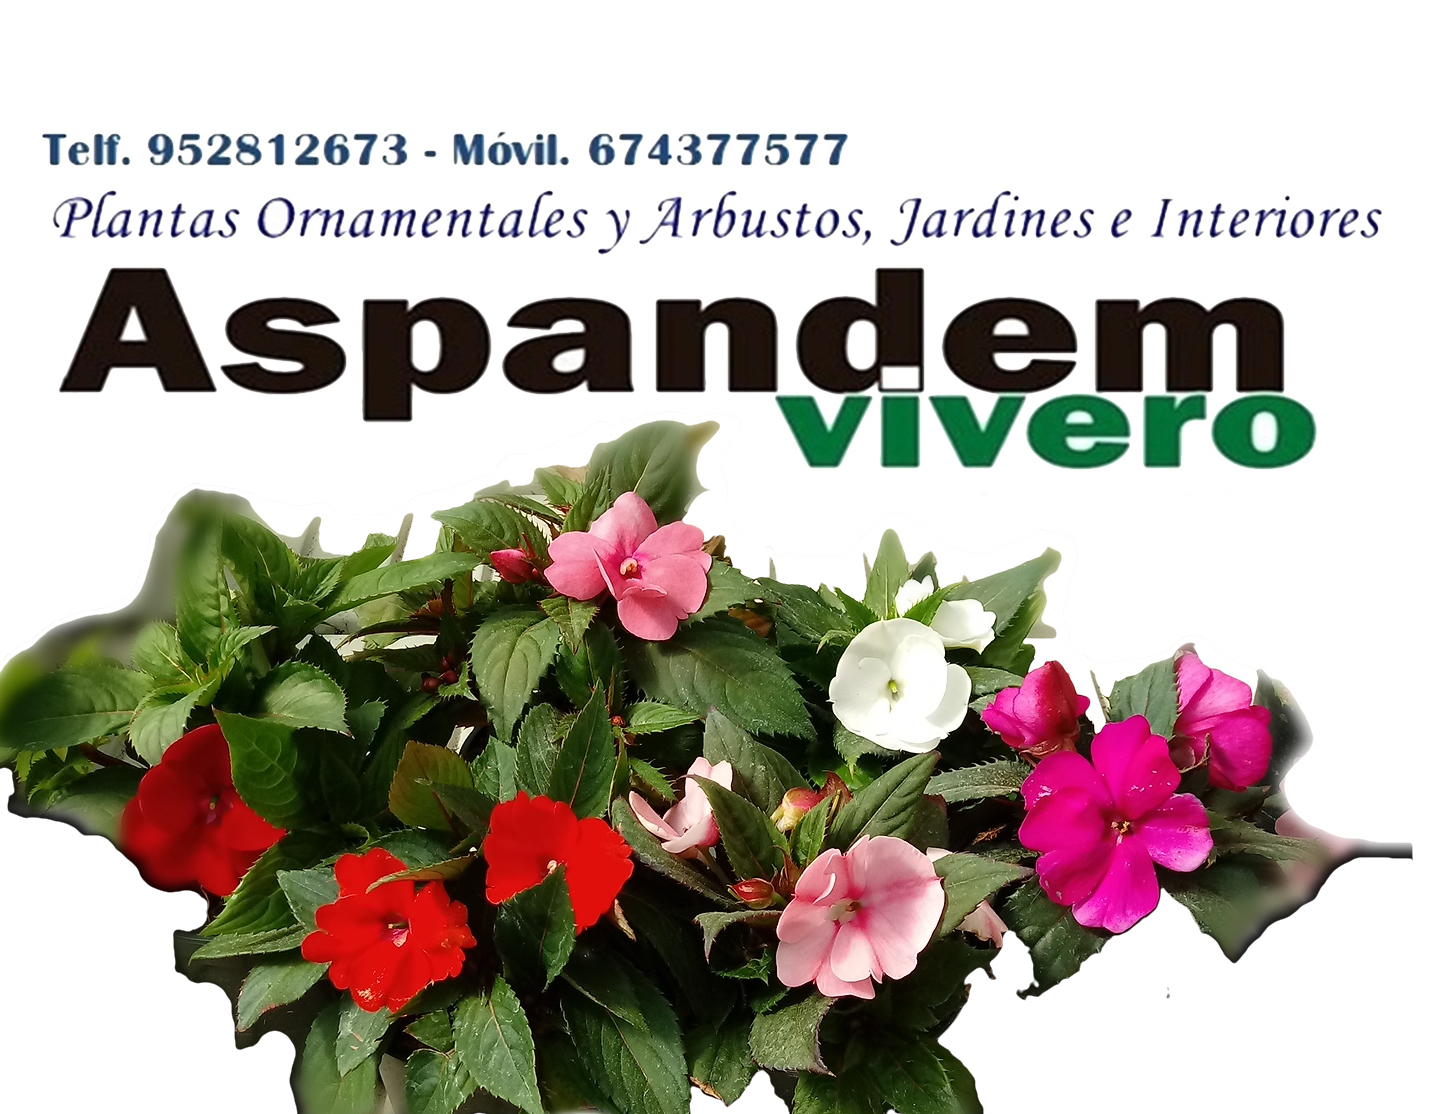 Telf. 952812673 - Móvil. 674377577
Plantas Ornamentales y Arbustos, Jardines e Interiores
Aspandem
vivero